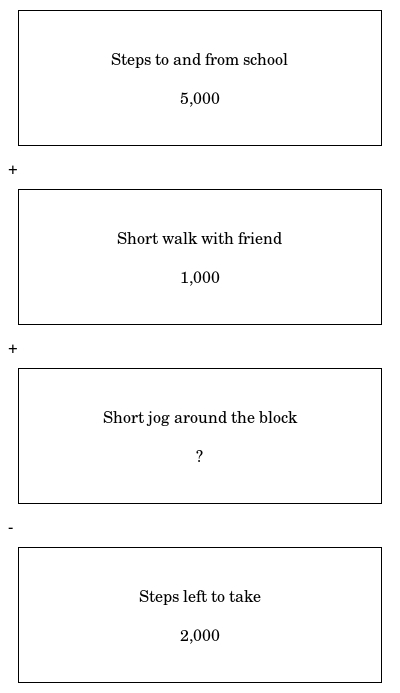 Steps to and from school
5,000
+
Short walk with friend
1,000
+
Short jog around the block
?
-
Steps left to take
2,000